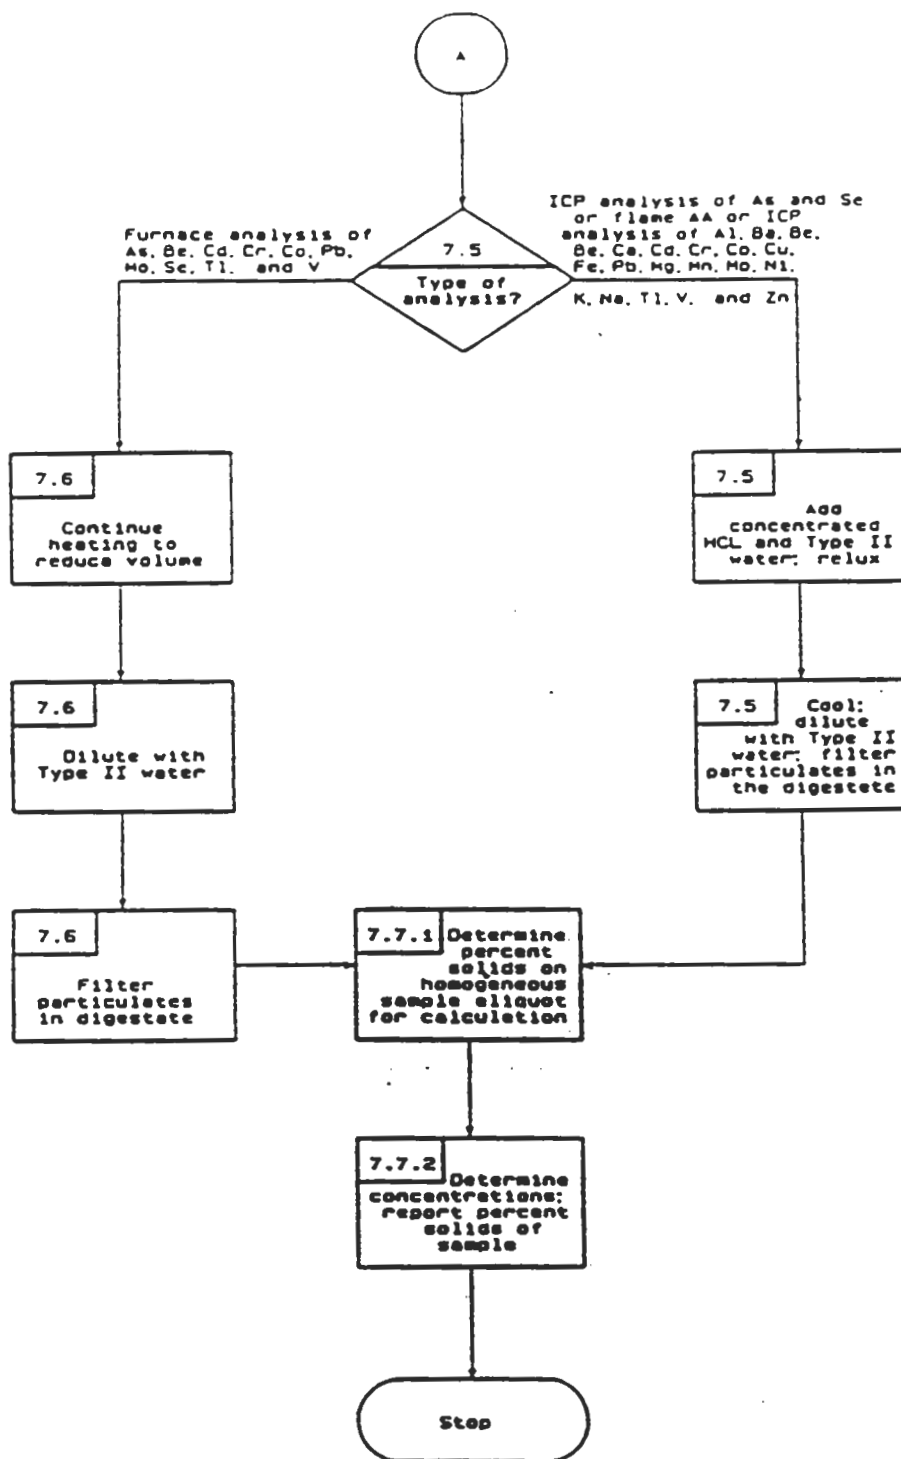 A
Furnace analysis of
As, Be, Cd, Cr, Co, Pb,
Mo, Se, Tl, and V
7.5
Type of
analysis?
ICP analysis of As and Se
or flame AA or ICP
analysis of Al, Ba, Be,
Be, Ca, Cd, Cr, Co, Cu,
Fe, Pb, Mg, Mn, Mo, Ni,
K, Na, Tl, V, and Zn
7.6
Continue
heating to
reduce volume
7.5
Add
concentrated
HCL and Type II
water; relux
7.6
Dilute with
Type II water
7.5 Cool;
dilute
with Type II
water; filter
particulates in
the digestete
7.6
Filter
particulates
in digestate
7.7.1 Determine
percent
solids on
homogeneous
sample eliquot
for calculation
7.7.2
Determine
concentrations;
report percent
solids of
sample
Stop